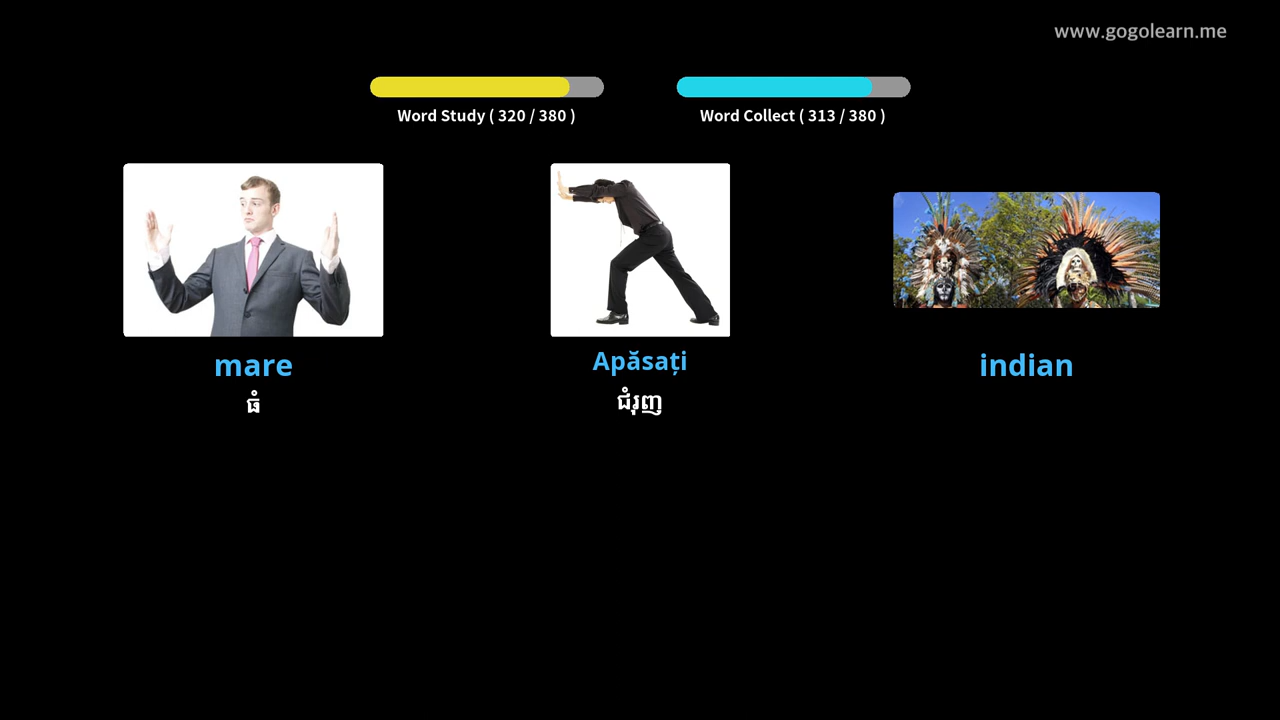 www.gogolearn.me
Word Study ( 320 / 380 )
Word Collect ( 313 / 380 )
mare
ធំ
Apăsați
ជំរុញ
indian